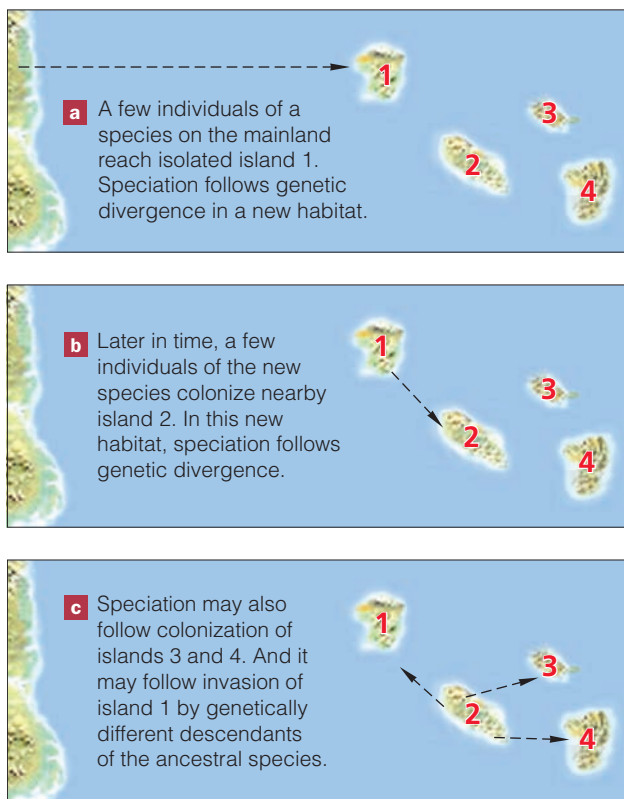 1
3
2
4
a A few individuals of a
species on the mainland
reach isolated island 1.
Speciation follows genetic
divergence in a new habitat.
1
3
2
4
b Later in time, a few
individuals of the new
species colonize nearby
island 2. In this new
habitat, speciation follows
genetic divergence.
1
3
2
4
c Speciation may also
follow colonization of
islands 3 and 4. And it
may follow invasion of
island 1 by genetically
different descendants
of the ancestral species.